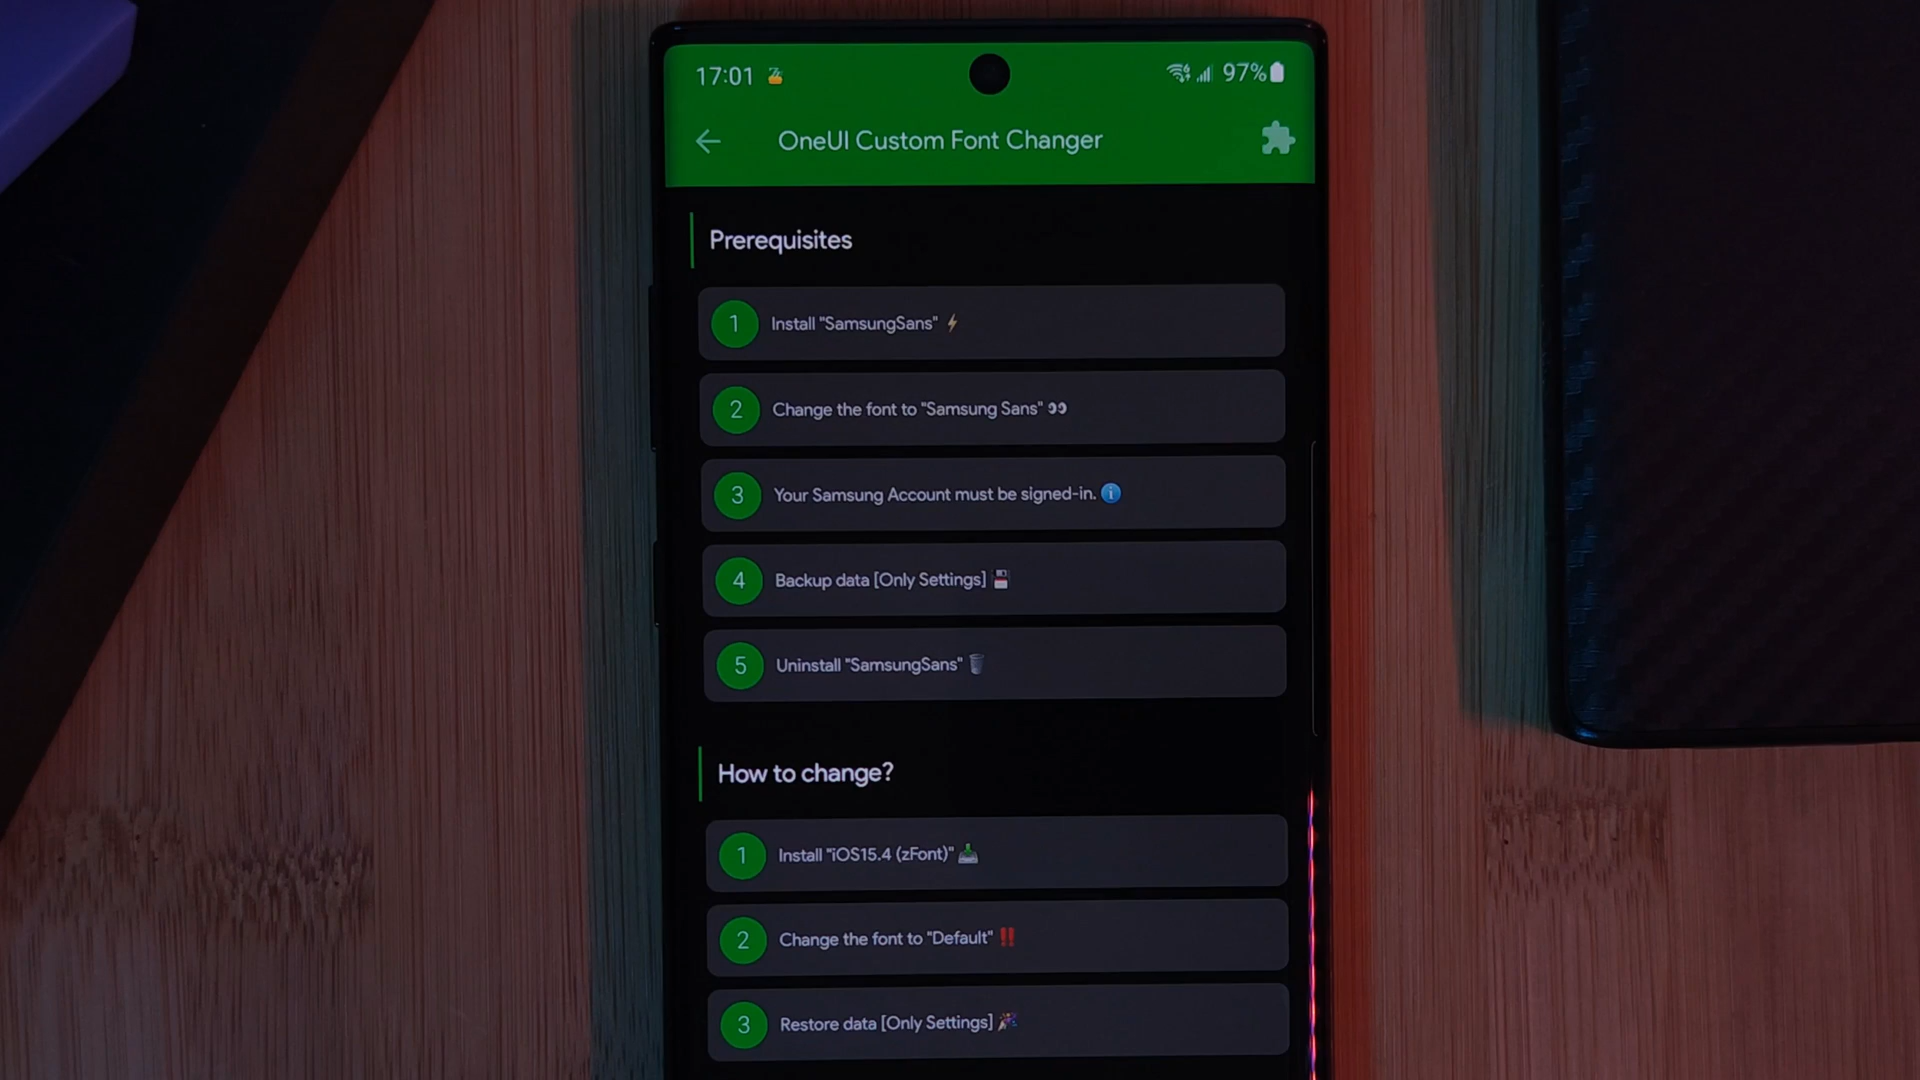 17:01 97%
OneUI Custom Font Changer
Prerequisites
1 Install "SamsungSans" ⚡
2 Change the font to "Samsung Sans" 👀
3 Your Samsung Account must be signed-in. ℹ️
4 Backup data [Only Settings] 💾
5 Uninstall "SamsungSans" 🗑️
How to change?
1 Install "iOS15.4 (zFont)" 📥
2 Change the font to "Default" ‼️
3 Restore data [Only Settings] 🎉